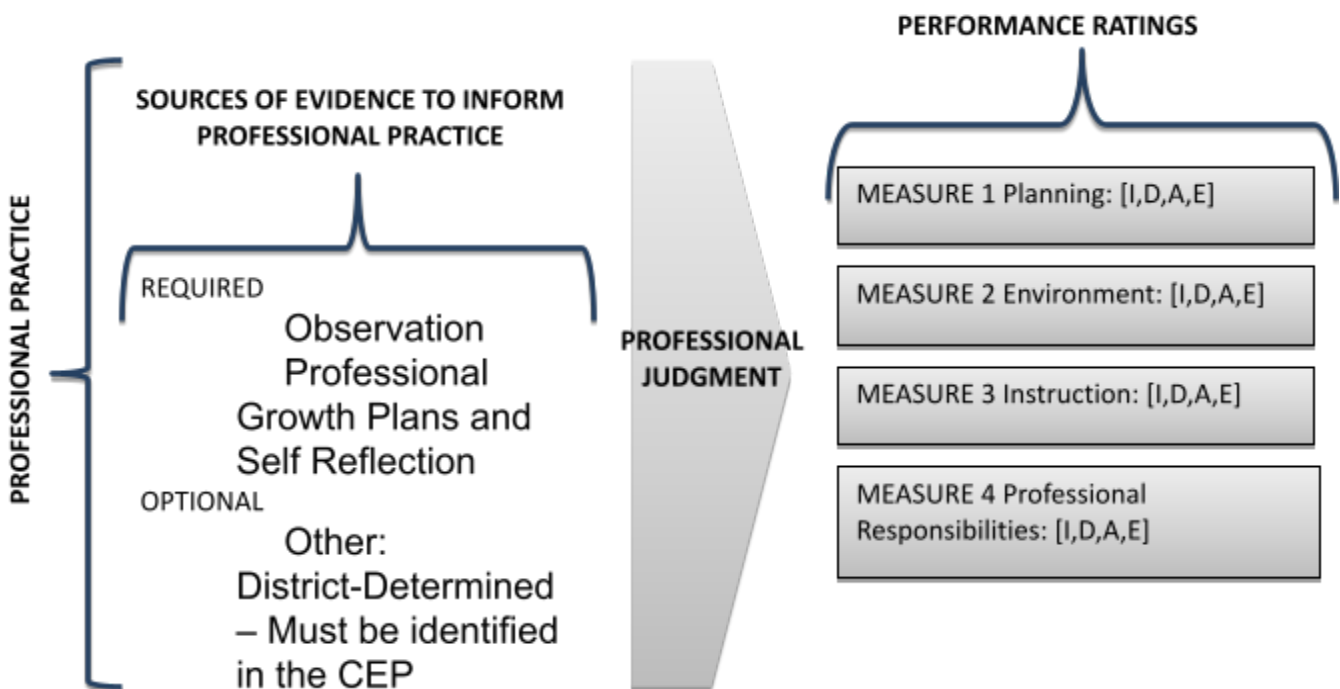 PROFESSIONAL PRACTICE
SOURCES OF EVIDENCE TO INFORM
PROFESSIONAL PRACTICE
REQUIRED
Observation
Professional
Growth Plans and
Self Reflection
OPTIONAL
Other:
District-Determined
– Must be identified
in the CEP
PROFESSIONAL
JUDGMENT
PERFORMANCE RATINGS
MEASURE 1 Planning: [I,D,A,E]
MEASURE 2 Environment: [I,D,A,E]
MEASURE 3 Instruction: [I,D,A,E]
MEASURE 4 Professional
Responsibilities: [I,D,A,E]